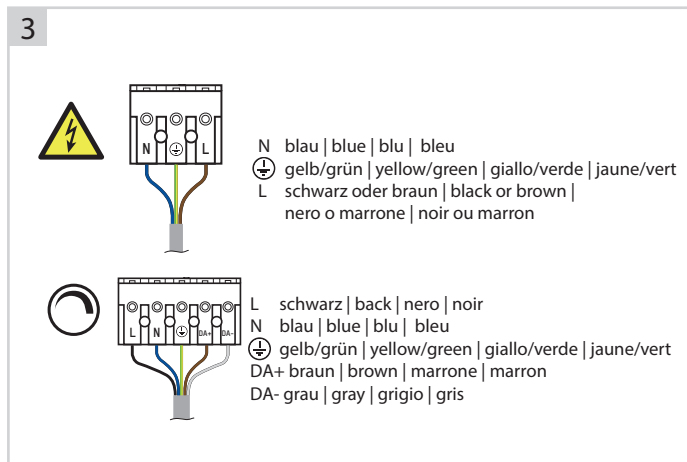 3
N L
N blau | blue | blu | bleu
gelb/grün | yellow/green | giallo/verde | jaune/vert
L schwarz oder braun | black or brown |
nero o marrone | noir ou marron
L N DA+ DA-
L schwarz | back | nero | noir
N blau | blue | blu | bleu
gelb/grün | yellow/green | giallo/verde | jaune/vert
DA+ braun | brown | marrone | marron
DA- grau | gray | grigio | gris